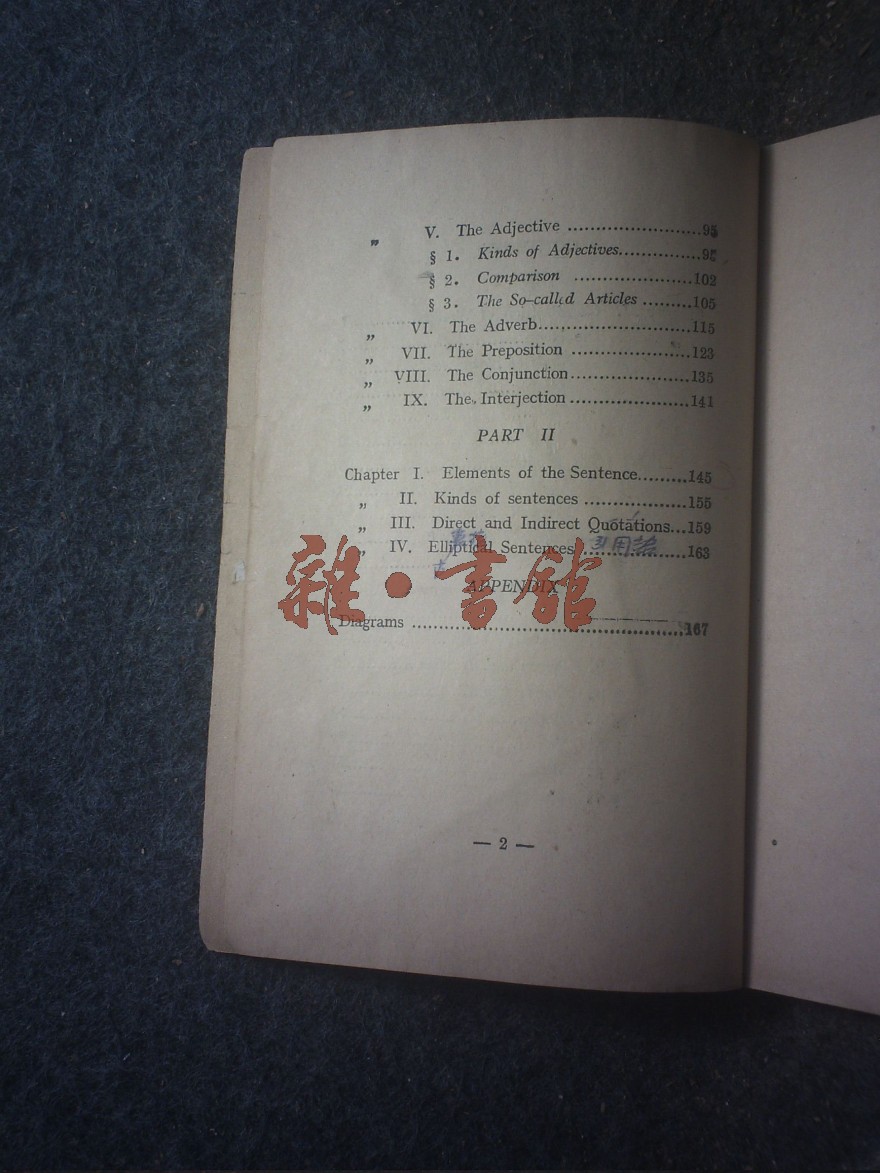 „ V. The Adjective ........................95
§ 1. Kinds of Adjectives...............95
§ 2. Comparison .....................102
§ 3. The So-called Articles .........105
„ VI. The Adverb............................115
„ VII. The Preposition .....................123
„ VIII. The Conjunction.....................135
„ IX. The Interjection .....................141
PART II
Chapter I. Elements of the Sentence.........145
„ II. Kinds of sentences ..................155
„ III. Direct and Indirect Quotations...159
„ IV. Elliptical Sentences ..................163
引用
雜·書館
APPENDIX
Diagrams ................................................167
— 2 —